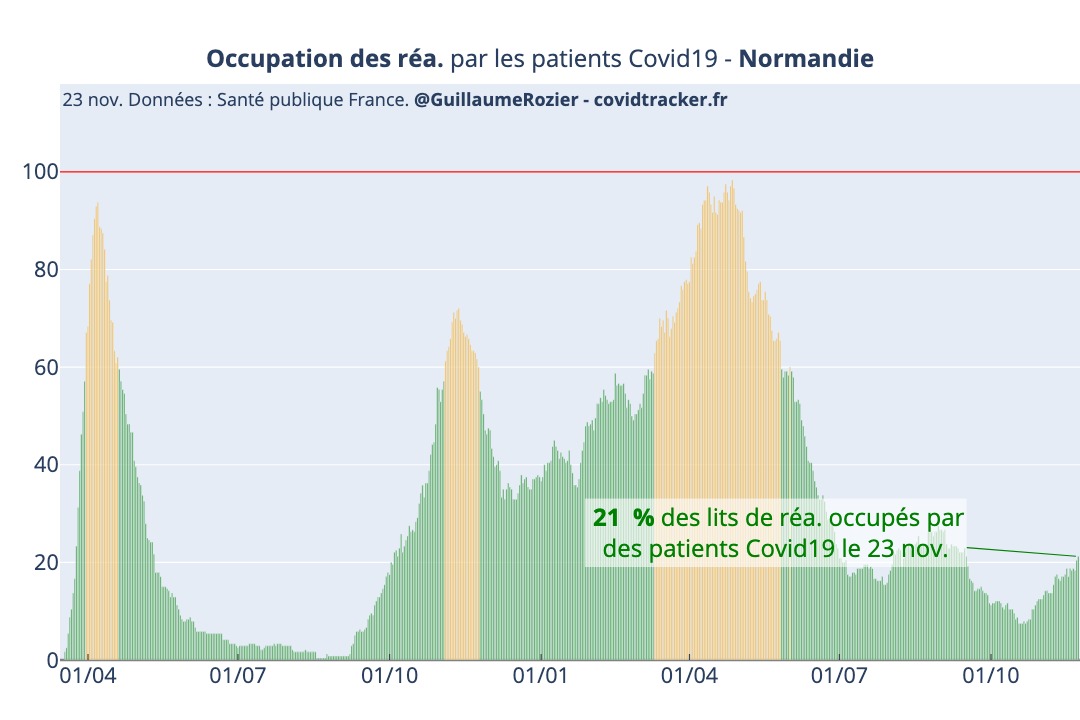 Occupation des réa. par les patients Covid19 - Normandie
23 nov. Données : Santé publique France. @GuillaumeRozier - covidtracker.fr
100
80
60
40
20
0
21 % des lits de réa. occupés par
des patients Covid19 le 23 nov.
01/04 01/07 01/10 01/01 01/04 01/07 01/10